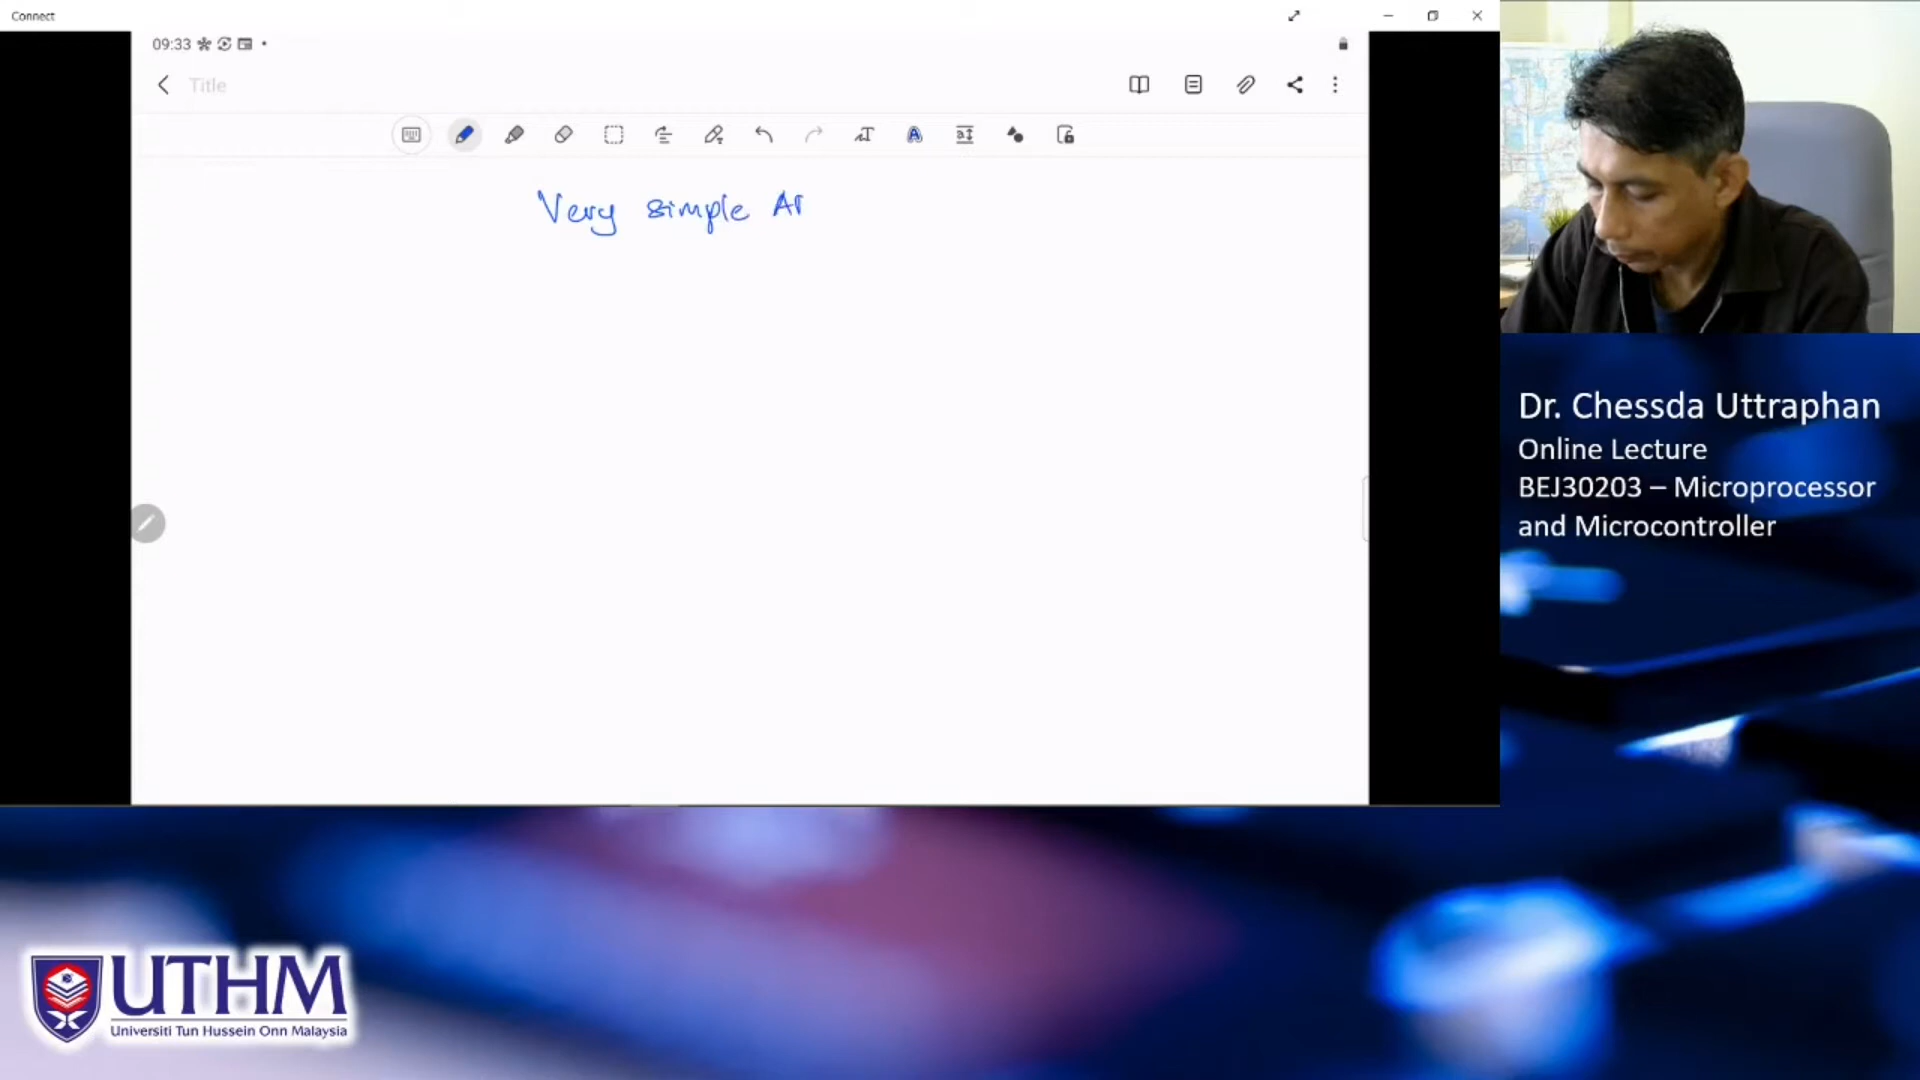 Connect
09:33
Title
Very simple Ar
Dr. Chessda Uttraphan
Online Lecture
BEJ30203 – Microprocessor
and Microcontroller
UTHM
Universiti Tun Hussein Onn Malaysia